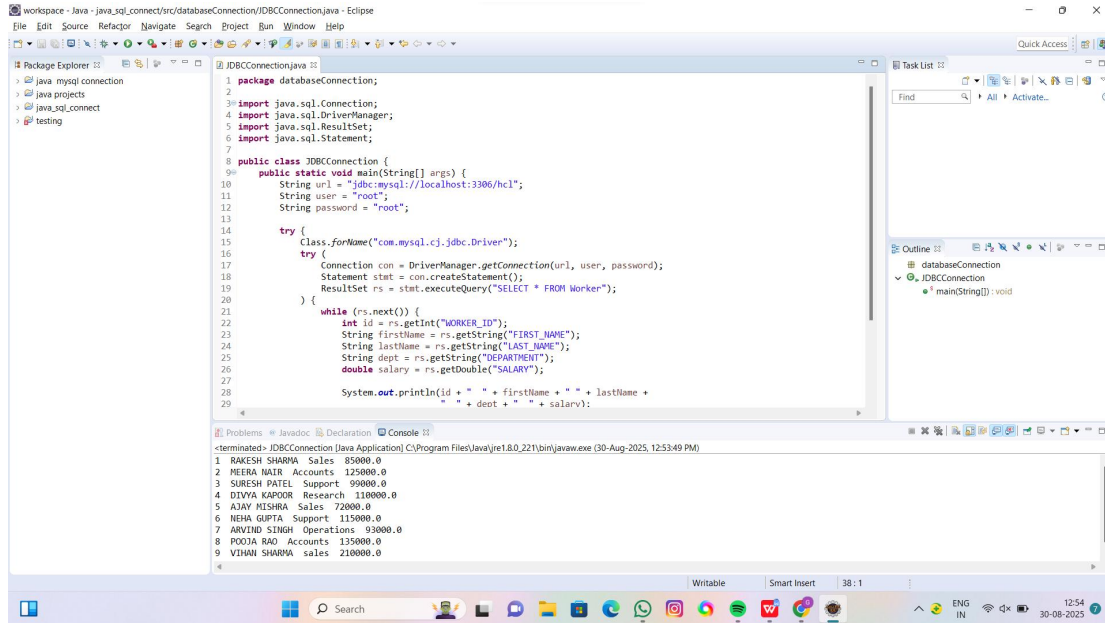 workspace - Java - java_sql_connect/src/databaseConnection/JDBCConnection.java - Eclipse
File Edit Source Refactor Navigate Search Project Run Window Help
Quick Access
Package Explorer
java mysql connection
java projects
java_sql_connect
testing
JDBCConnection.java
1 package databaseConnection;
2
3 import java.sql.Connection;
4 import java.sql.DriverManager;
5 import java.sql.ResultSet;
6 import java.sql.Statement;
7
8 public class JDBCConnection {
9 public static void main(String[] args) {
10 String url = "jdbc:mysql://localhost:3306/hcl";
11 String user = "root";
12 String password = "root";
13
14 try {
15 Class.forName("com.mysql.cj.jdbc.Driver");
16 try (
17 Connection con = DriverManager.getConnection(url, user, password);
18 Statement stmt = con.createStatement();
19 ResultSet rs = stmt.executeQuery("SELECT * FROM Worker");
20 ) {
21 while (rs.next()) {
22 int id = rs.getInt("WORKER_ID");
23 String firstName = rs.getString("FIRST_NAME");
24 String lastName = rs.getString("LAST_NAME");
25 String dept = rs.getString("DEPARTMENT");
26 double salary = rs.getDouble("SALARY");
27
28 System.out.println(id + "  " + firstName + " " + lastName +
29 "  " + dept + "  " + salary);
Task List
Find All Activate...
Outline
databaseConnection
JDBCConnection
main(String[]) : void
Problems Javadoc Declaration Console
<terminated> JDBCConnection [Java Application] C:\Program Files\Java\jre1.8.0_221\bin\javaw.exe (30-Aug-2025, 12:53:49 PM)
1  RAKESH SHARMA  Sales  85000.0
2  MEERA NAIR  Accounts  125000.0
3  SURESH PATEL  Support  99000.0
4  DIVYA KAPOOR  Research  110000.0
5  AJAY MISHRA  Sales  72000.0
6  NEHA GUPTA  Support  115000.0
7  ARVIND SINGH  Operations  93000.0
8  POOJA RAO  Accounts  135000.0
9  VIHAN SHARMA  sales  210000.0
Writable Smart Insert 38 : 1
Search
ENG
IN
12:54
30-08-2025
7